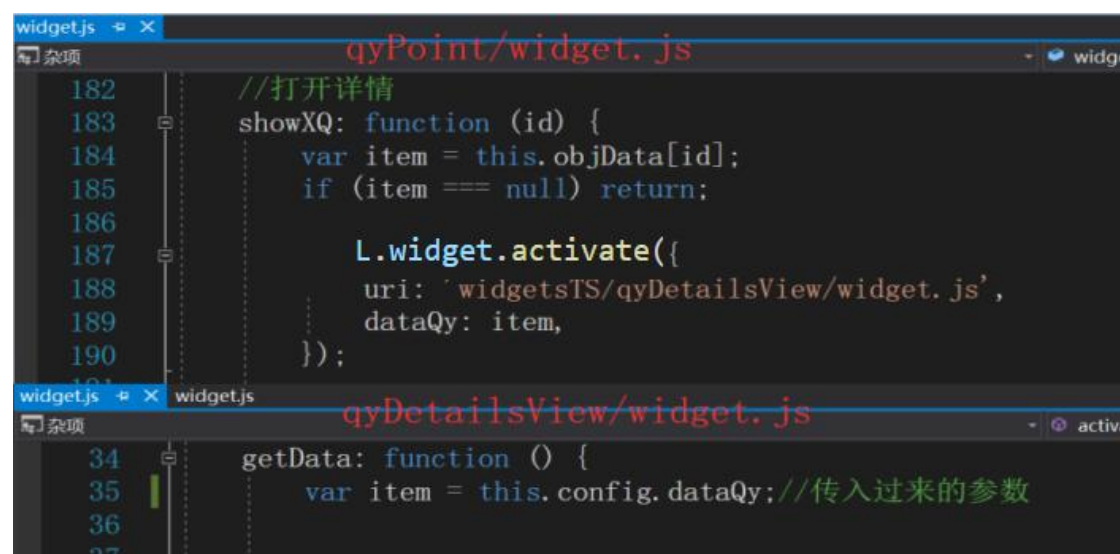 widget.js
杂项
qyPoint/widget.js
widge
182 //打开详情
183 showXQ: function (id) {
184 var item = this.objData[id];
185 if (item === null) return;
186
187 L.widget.activate({
188 uri: 'widgetsTS/qyDetailsView/widget.js',
189 dataQy: item,
190 });
widget.js widget.js
杂项
qyDetailsView/widget.js
activ
34 getData: function () {
35 var item = this.config.dataQy;//传入过来的参数
36